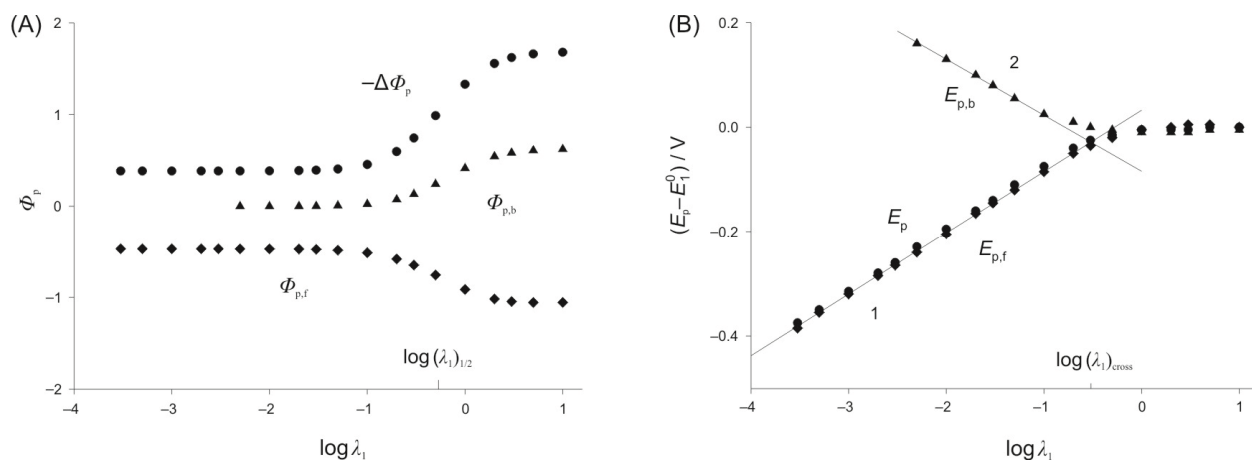 (A)
2
1
0
−1
−2
Φp
−ΔΦp
Φp,b
Φp,f
log (λ1)1/2
−4
−3
−2
−1
0
1
log λ1
(B)
0.2
0.0
−0.2
−0.4
(Ep−E10) / V
2
Ep,b
Ep
Ep,f
1
log (λ1)cross
−4
−3
−2
−1
0
1
log λ1